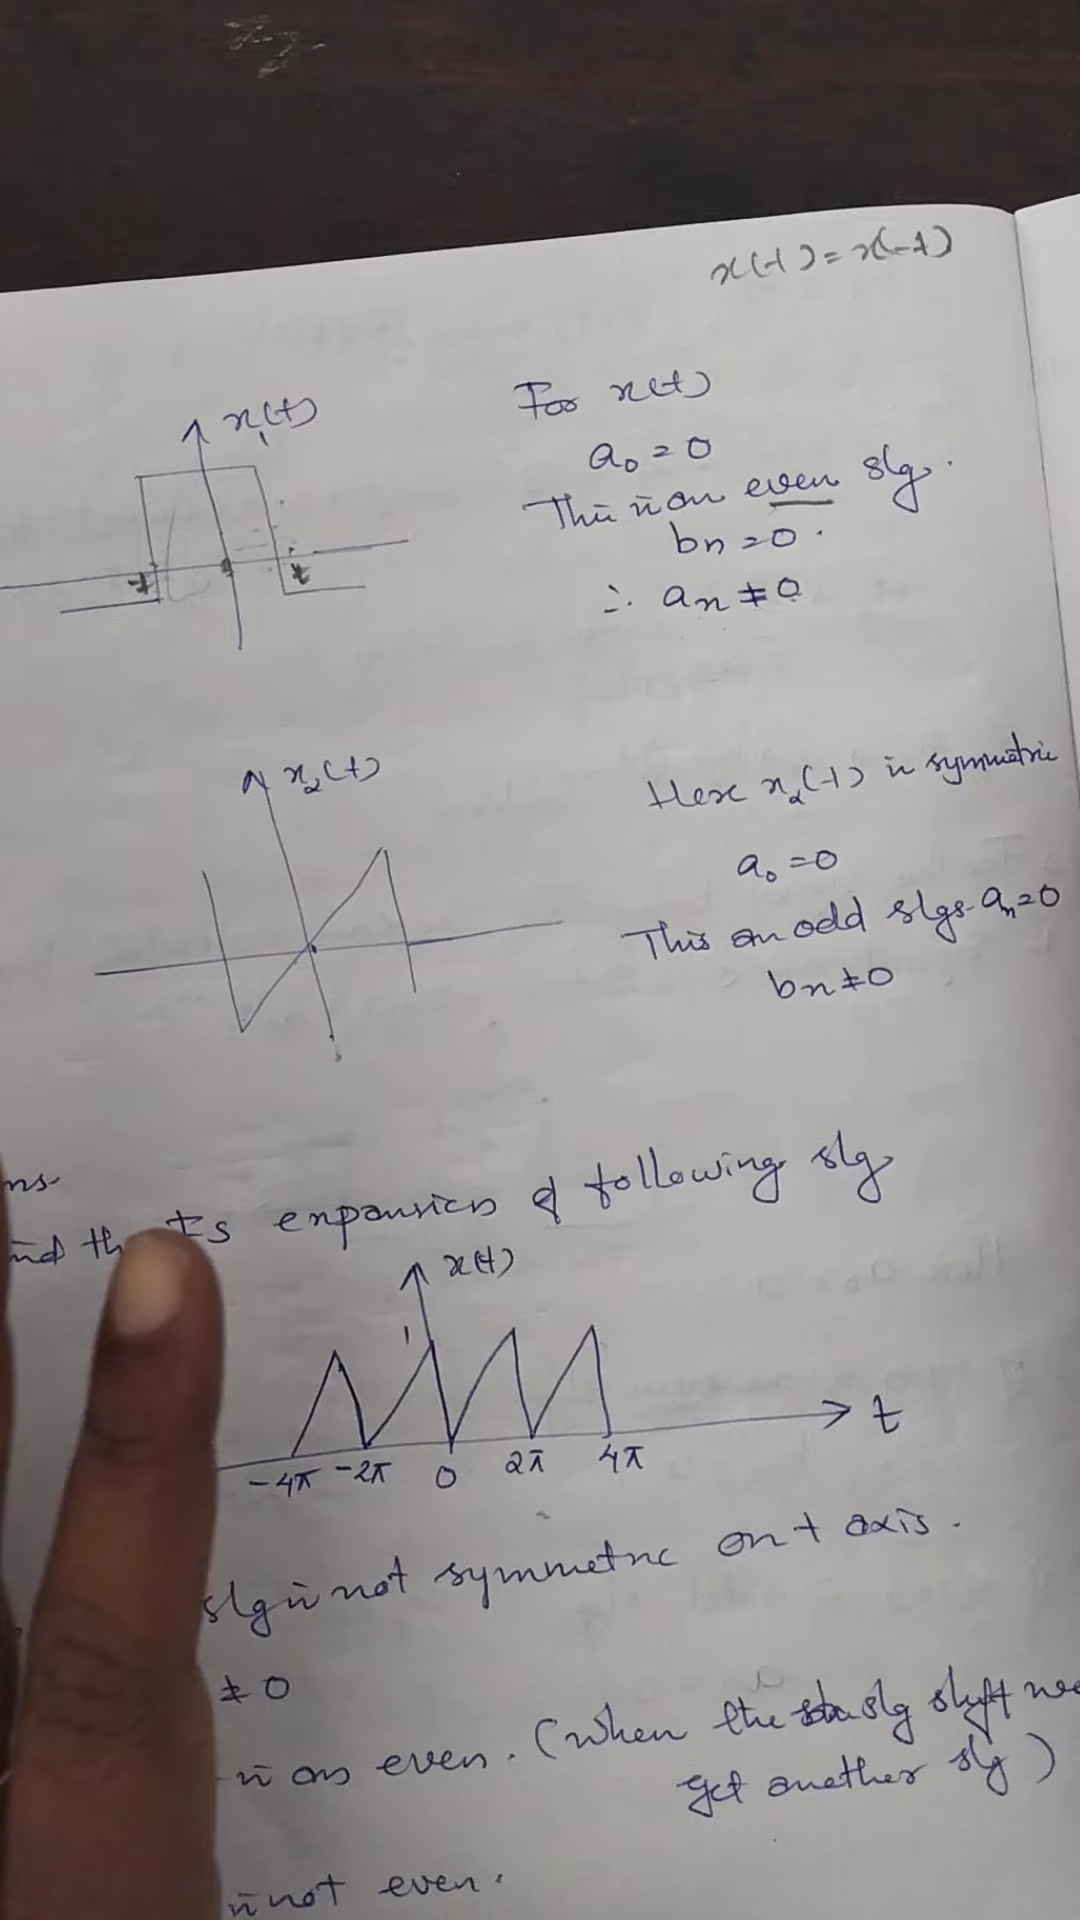 x(t) = x(-t)
x₁(t)
For x(t)
a₀ = 0
This is an even slg.
bn = 0.
-t t
∴ an ≠ 0
x₂(t)
Here x₂(t) is symmetric
a₀ = 0
This an odd slgs. an=0
bn ≠ 0
ns.
ind th Fs expansion of following slg
x(t)
1
t
-4π -2π 0 2π 4π
slg is not symmetric on t axis.
≠ 0
is an even. (when the slg shift we
get another slg)
is not even.